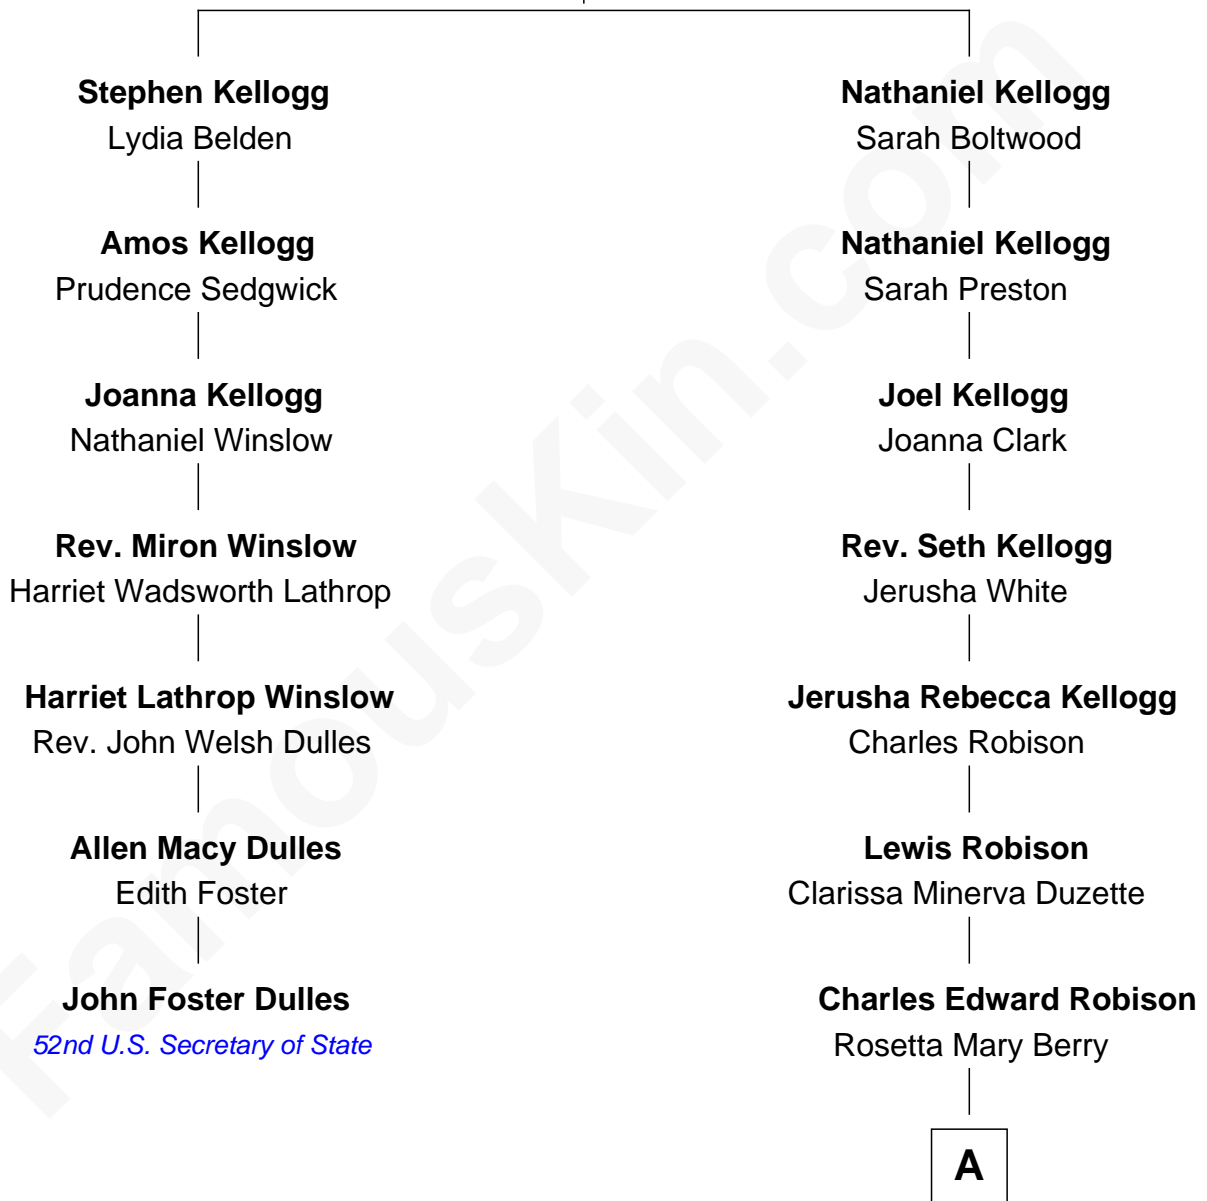 Stephen Kellogg
Lydia Belden
Nathaniel Kellogg
Sarah Boltwood
Amos Kellogg
Prudence Sedgwick
Nathaniel Kellogg
Sarah Preston
Joanna Kellogg
Nathaniel Winslow
Joel Kellogg
Joanna Clark
Rev. Miron Winslow
Harriet Wadsworth Lathrop
Rev. Seth Kellogg
Jerusha White
Harriet Lathrop Winslow
Rev. John Welsh Dulles
Jerusha Rebecca Kellogg
Charles Robison
Allen Macy Dulles
Edith Foster
Lewis Robison
Clarissa Minerva Duzette
John Foster Dulles
52nd U.S. Secretary of State
Charles Edward Robison
Rosetta Mary Berry
A
FamousKin.com